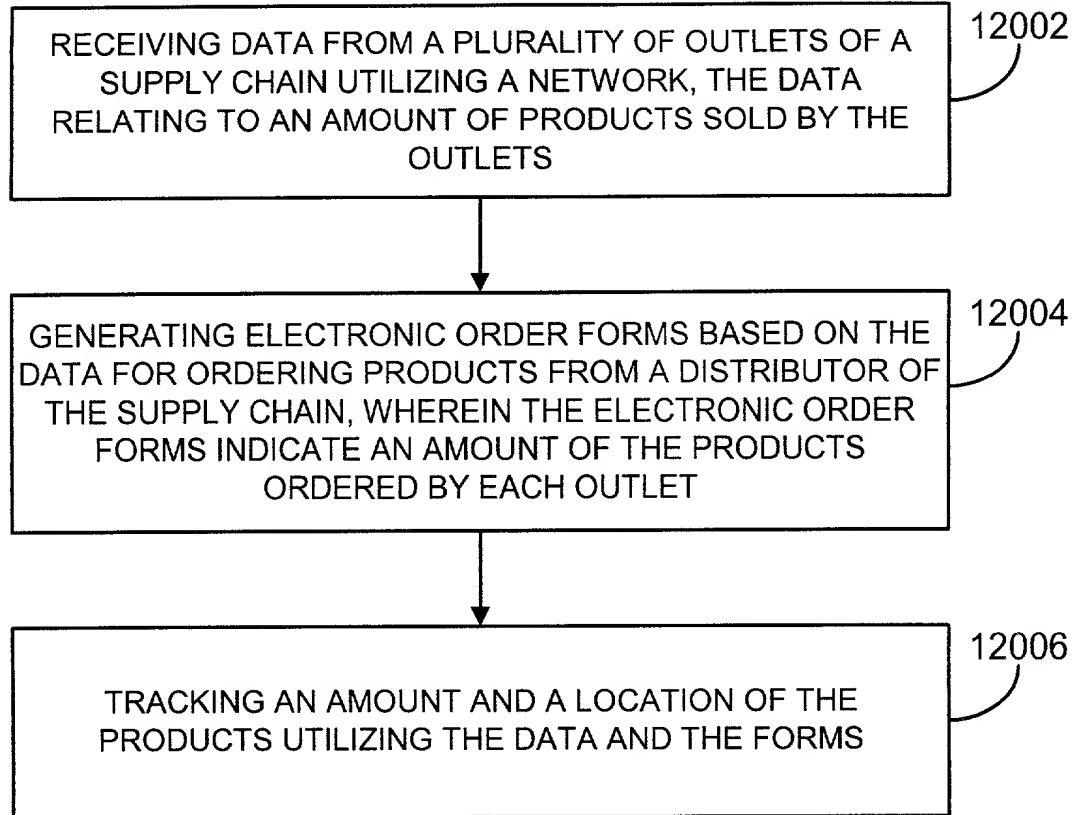 RECEIVING DATA FROM A PLURALITY OF OUTLETS OF A
SUPPLY CHAIN UTILIZING A NETWORK, THE DATA
RELATING TO AN AMOUNT OF PRODUCTS SOLD BY THE
OUTLETS
12002
GENERATING ELECTRONIC ORDER FORMS BASED ON THE
DATA FOR ORDERING PRODUCTS FROM A DISTRIBUTOR OF
THE SUPPLY CHAIN, WHEREIN THE ELECTRONIC ORDER
FORMS INDICATE AN AMOUNT OF THE PRODUCTS
ORDERED BY EACH OUTLET
12004
TRACKING AN AMOUNT AND A LOCATION OF THE
PRODUCTS UTILIZING THE DATA AND THE FORMS
12006